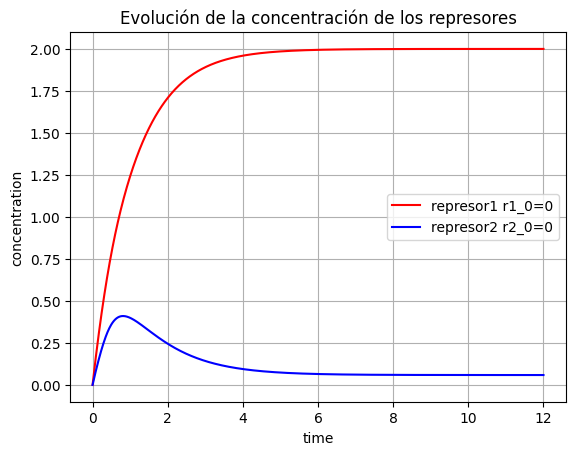 Evolución de la concentración de los represores
concentration
2.00
1.75
1.50
1.25
1.00
0.75
0.50
0.25
0.00
represor1 r1_0=0
represor2 r2_0=0
0 2 4 6 8 10 12
time